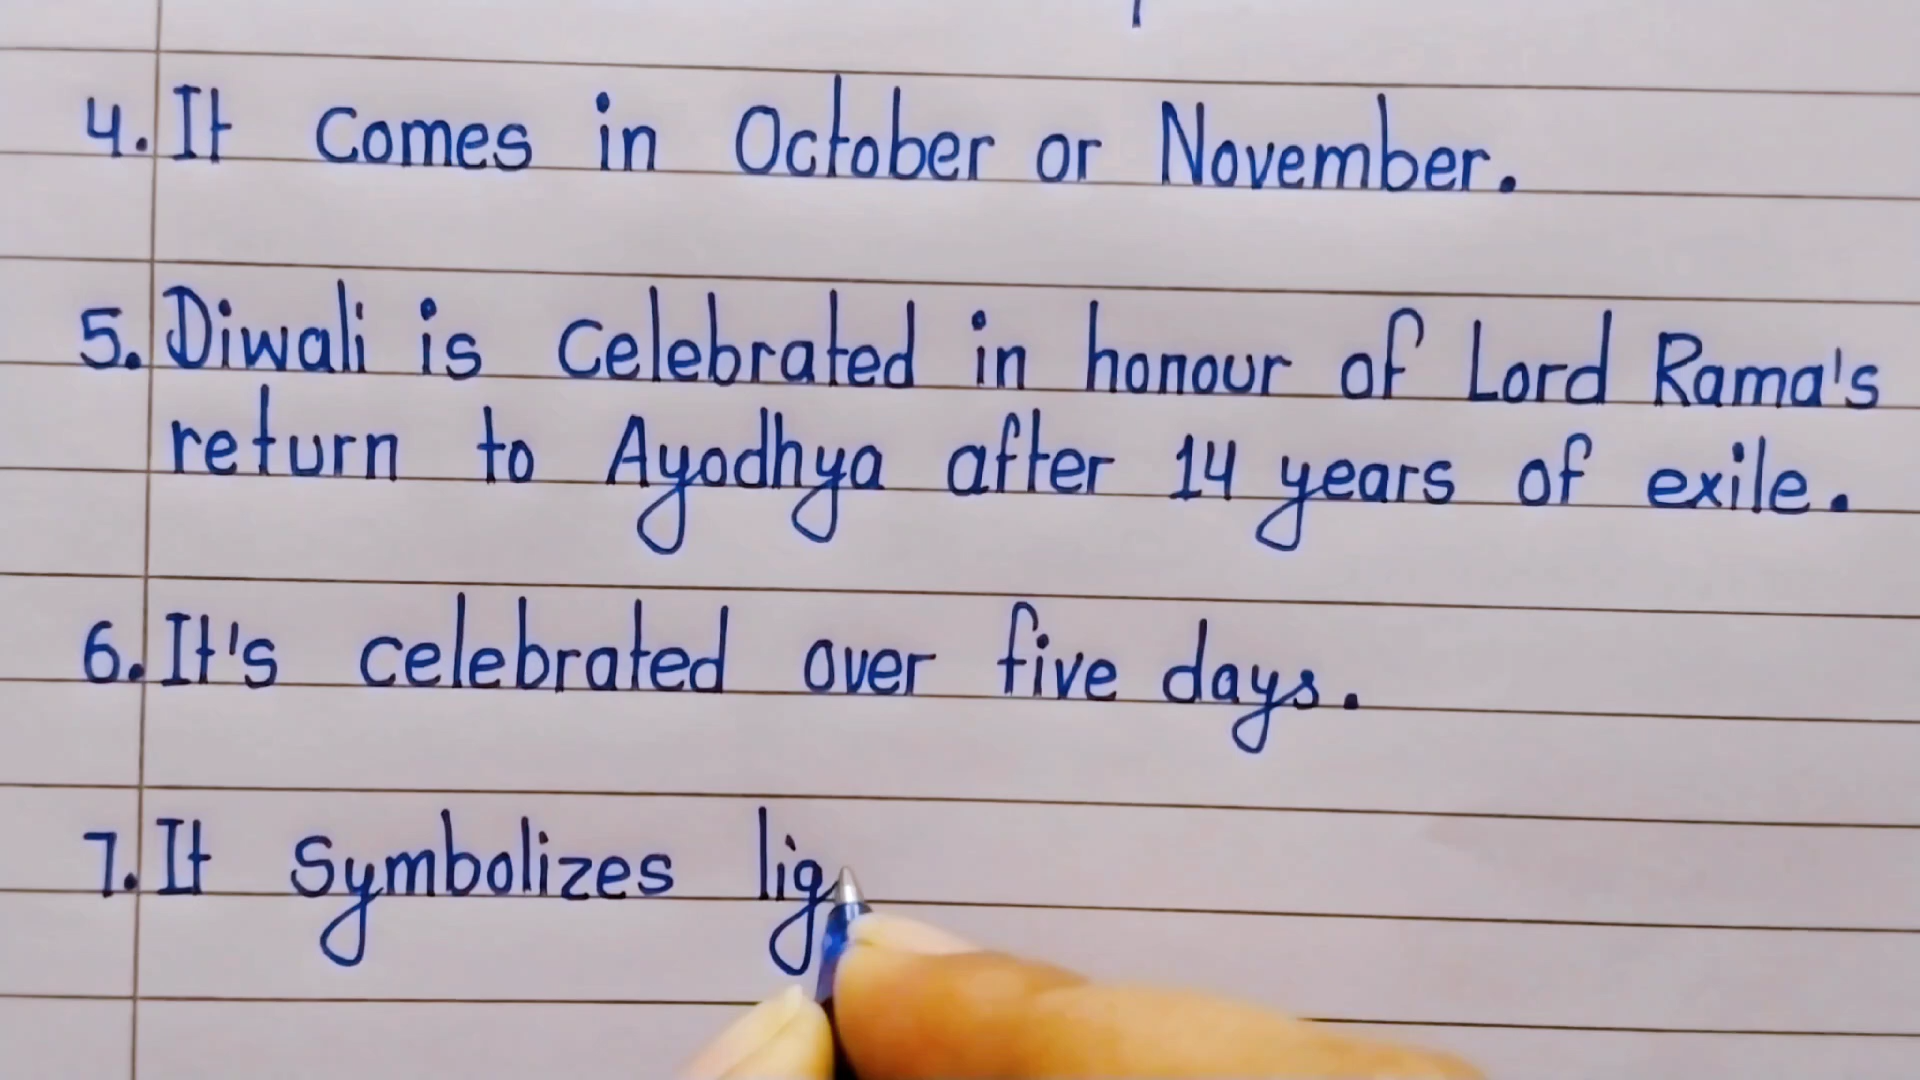 4. It comes in October or November.
5. Diwali is celebrated in honour of Lord Rama's
return to Ayodhya after 14 years of exile.
6. It's celebrated over five days.
7. It symbolizes lig